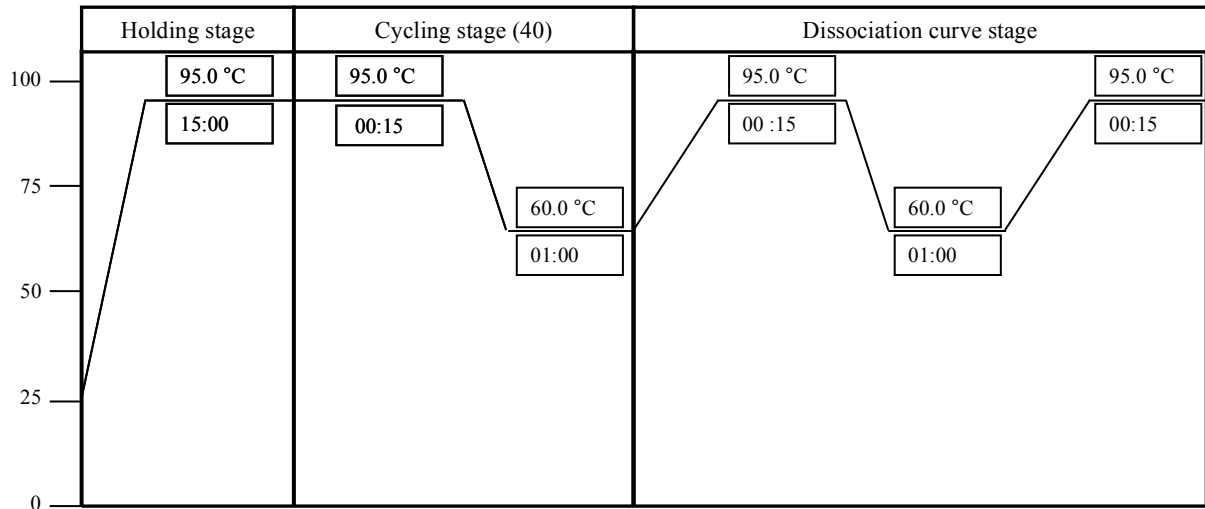 Holding stage
Cycling stage (40)
Dissociation curve stage
100
75
50
25
0
95.0 °C
15:00
95.0 °C
00:15
60.0 °C
01:00
95.0 °C
00 :15
60.0 °C
01:00
95.0 °C
00:15